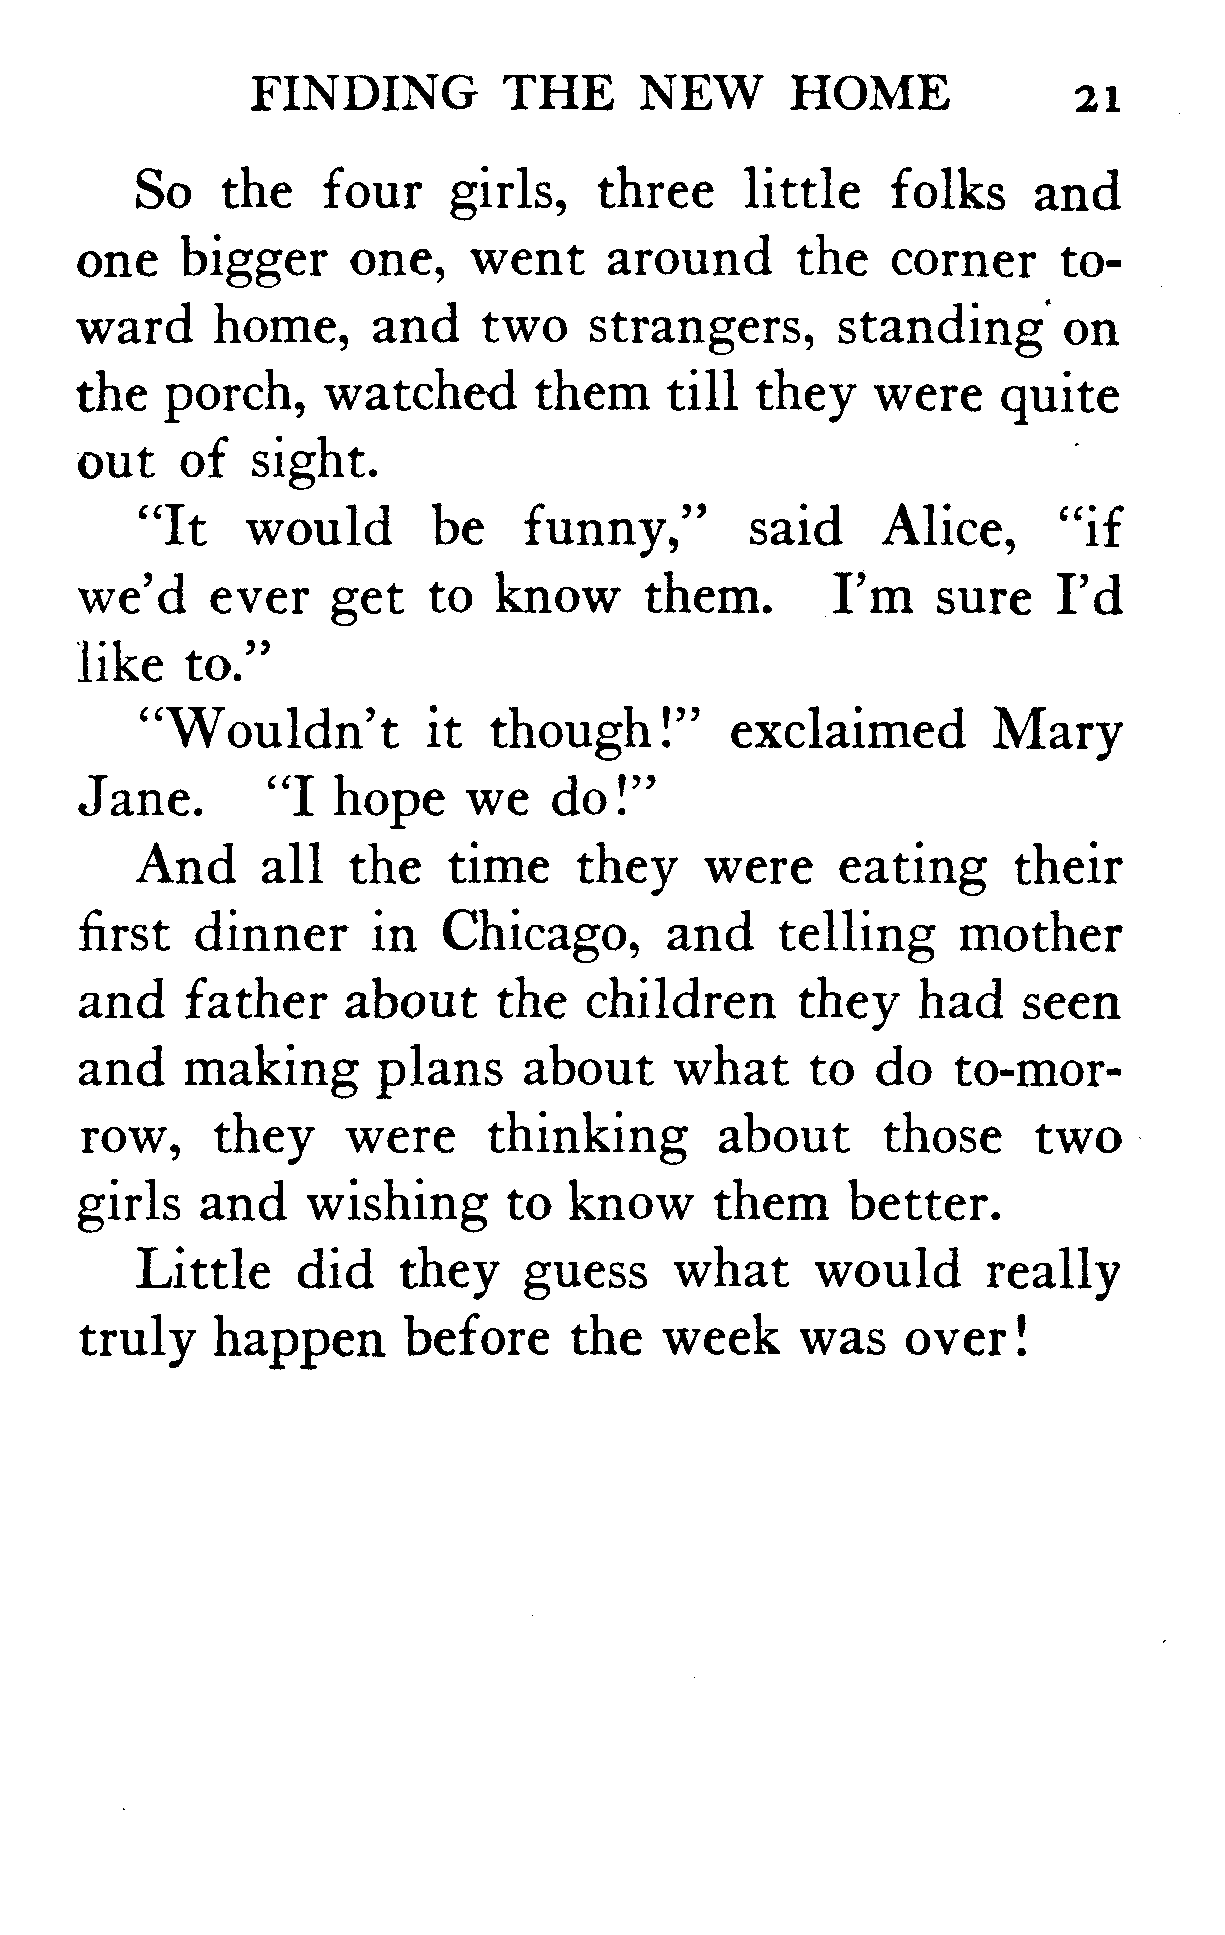 FINDING THE NEW HOME 21
So the four girls, three little folks and
one bigger one, went around the corner to-
ward home, and two strangers, standing on
the porch, watched them till they were quite
out of sight.
“It would be funny,” said Alice, “if
we’d ever get to know them. I’m sure I’d
like to.”
“Wouldn’t it though!” exclaimed Mary
Jane. “I hope we do!”
And all the time they were eating their
first dinner in Chicago, and telling mother
and father about the children they had seen
and making plans about what to do to-mor-
row, they were thinking about those two
girls and wishing to know them better.
Little did they guess what would really
truly happen before the week was over!